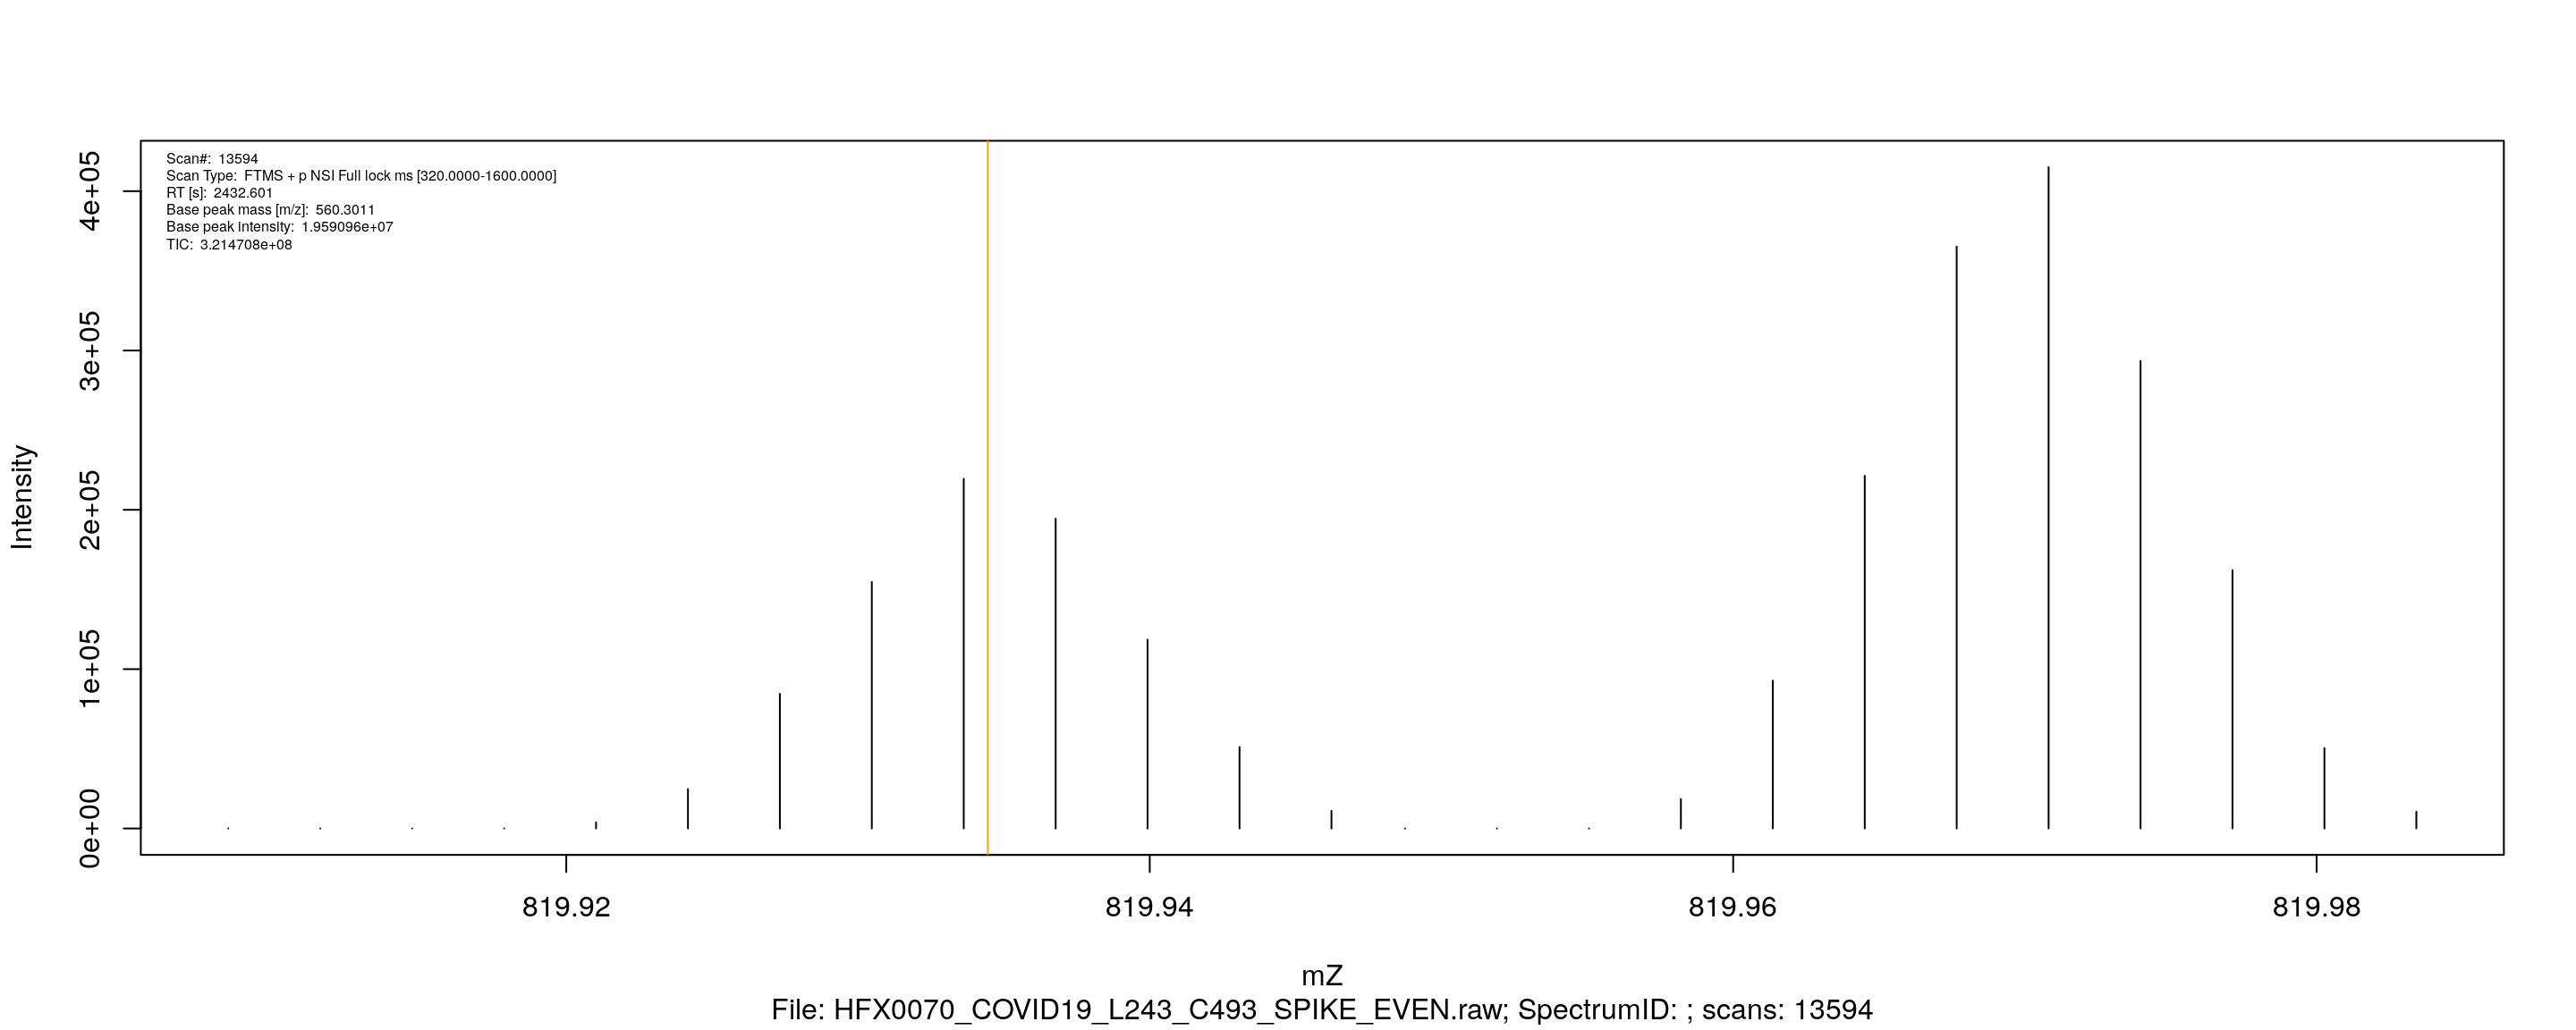 Scan#: 13594
Scan Type: FTMS + p NSI Full lock ms [320.0000-1600.0000]
RT [s]: 2432.601
Base peak mass [m/z]: 560.3011
Base peak intensity: 1.959096e+07
TIC: 3.214708e+08
4e+05
3e+05
2e+05
1e+05
0e+00
Intensity
819.92 819.94 819.96 819.98
mZ
File: HFX0070_COVID19_L243_C493_SPIKE_EVEN.raw; SpectrumID: ; scans: 13594